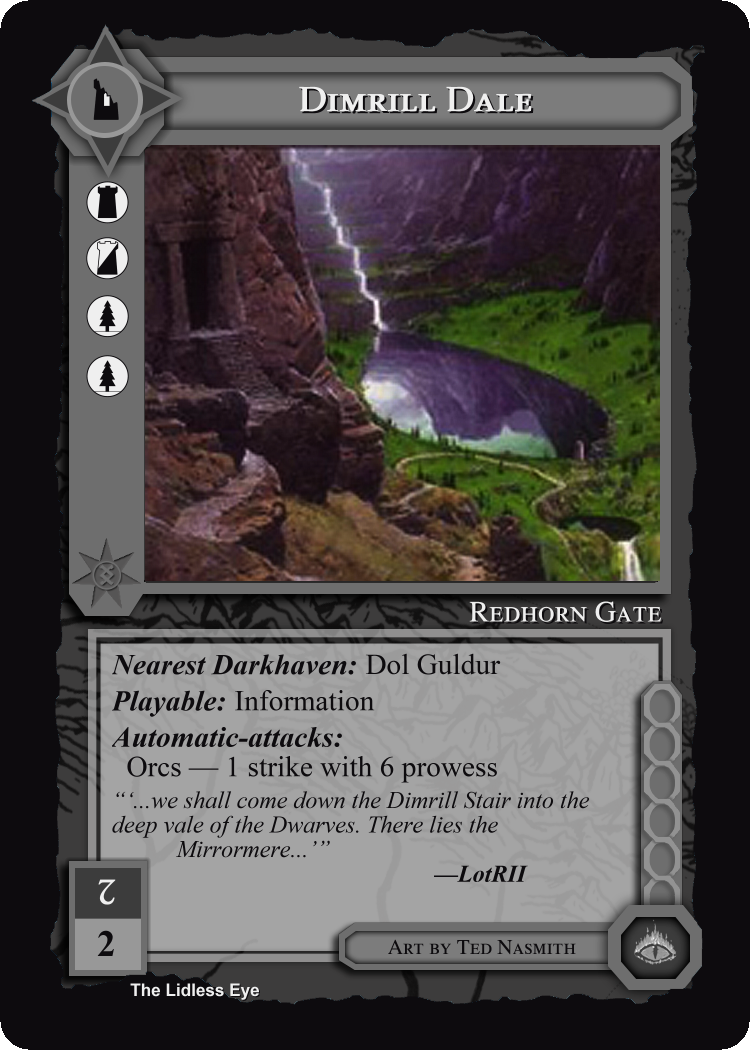 DIMRILL DALE
REDHORN GATE
Nearest Darkhaven: Dol Guldur
Playable: Information
Automatic-attacks:
Orcs — 1 strike with 6 prowess
“‘...we shall come down the Dimrill Stair into the
deep vale of the Dwarves. There lies the
Mirrormere...’”
—LotRII
2
2
ART BY TED NASMITH
The Lidless Eye